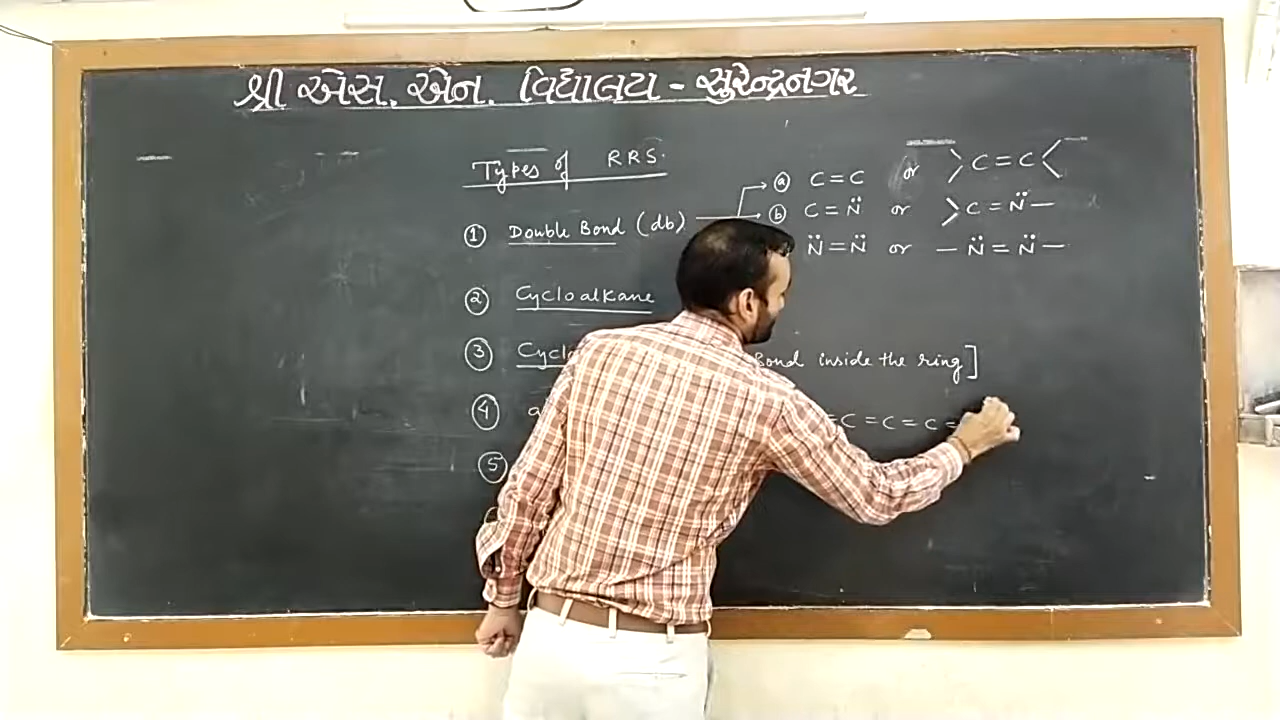 શ્રી એસ. એન. વિદ્યાલય - સુરેન્દ્રનગર
Types of RRS.
① Double Bond (db) → ⓐ C=C or >C=C<
ⓑ C=N̈ or >C=N̈—
N̈=N̈ or —N̈=N̈—
② Cycloalkane
③ Bond inside the ring]
④ =C=C=C=
⑤